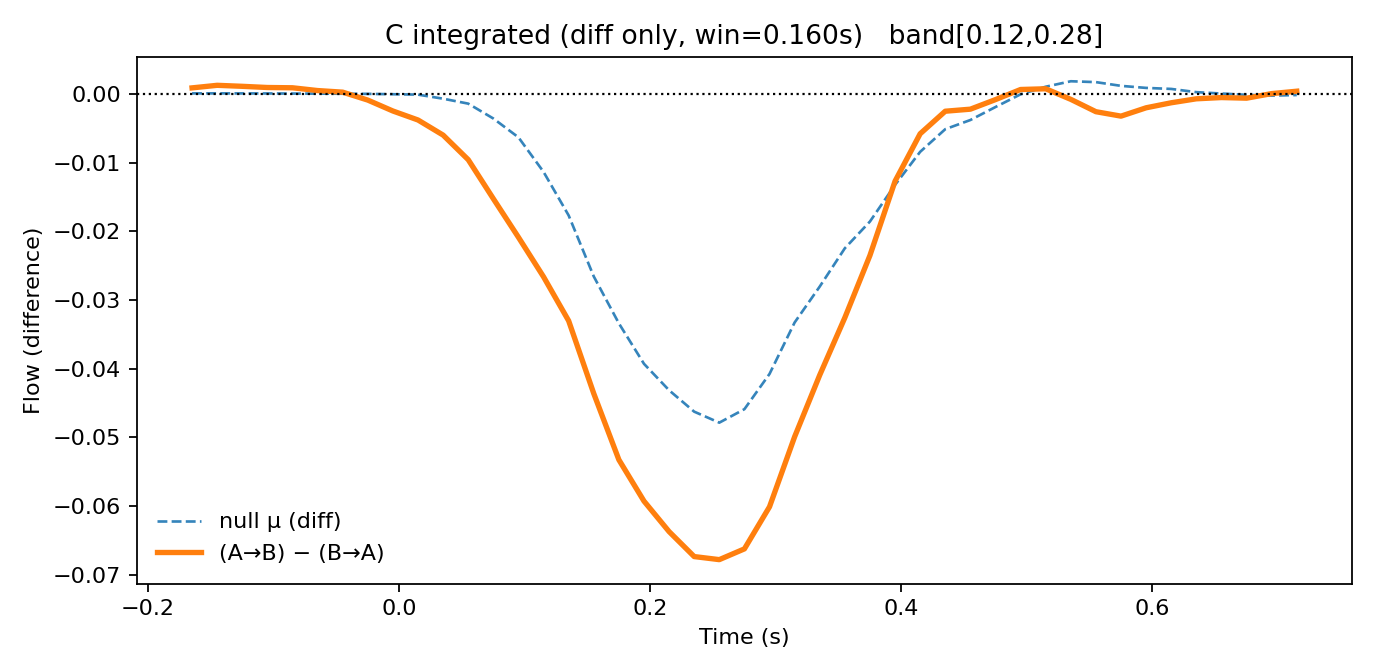 C integrated (diff only, win=0.160s)   band[0.12,0.28]
Flow (difference)
0.00
−0.01
−0.02
−0.03
−0.04
−0.05
−0.06
−0.07
null μ (diff)
(A→B) − (B→A)
−0.2
0.0
0.2
0.4
0.6
Time (s)